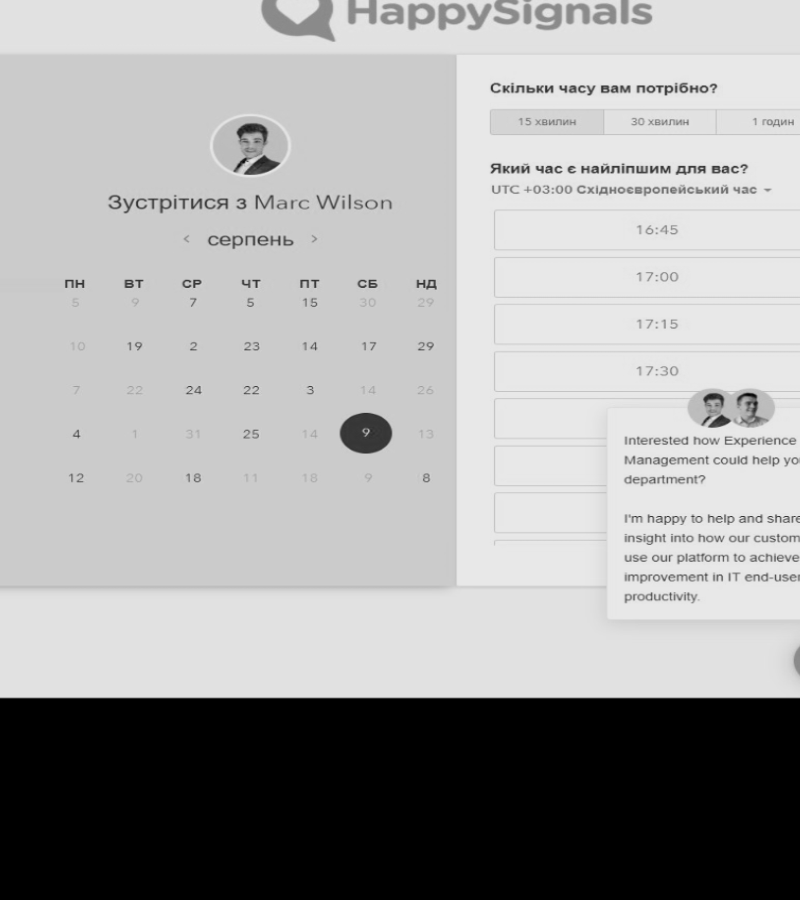 HappySignals
Зустрітися з Marc Wilson
‹ серпень ›
ПН ВТ СР ЧТ ПТ СБ НД
5 9 7 5 15 30 29
10 19 2 23 14 17 29
7 22 24 22 3 14 26
4 1 31 25 14 9 13
12 20 18 11 18 9 8
Скільки часу вам потрібно?
15 хвилин 30 хвилин 1 годин
Який час є найліпшим для вас?
UTC +03:00 Східноєвропейський час
16:45
17:00
17:15
17:30
Interested how Experience
Management could help you
department?
I'm happy to help and share
insight into how our custom
use our platform to achieve
improvement in IT end-user
productivity.